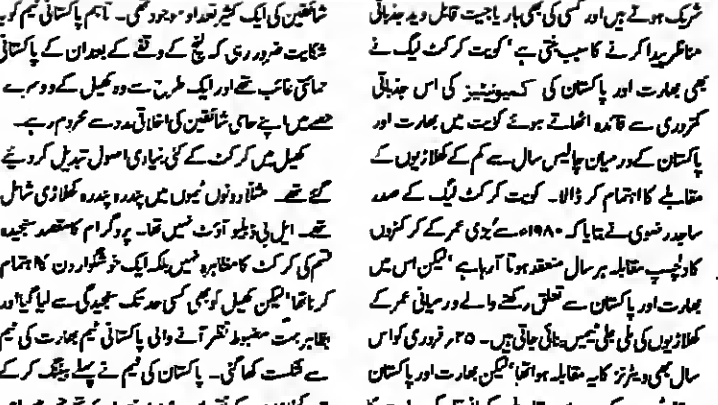 شریک ہوتے ہیں اور کسی کی بھی ہار یا جیت قابل دید جذباتی
مناظر پیدا کرنے کا سبب بنتی ہے‘ کویت کرکٹ لیگ نے
بھی بھارت اور پاکستان کی کمیونیٹیز کی اس جذباتی
کمزوری سے فائدہ اٹھاتے ہوئے کویت میں بھارت اور
پاکستان کے درمیان چالیس سال سے کم کے کھلاڑیوں کے
مقابلے کا اہتمام کر ڈالا۔ کویت کرکٹ لیگ کے صدر
ساجد رضوی نے بتایا کہ ۱۹۸۰ء سے بڑی عمر کے کرکٹروں
کا دلچسپ مقابلہ ہر سال منعقد ہوتا آ رہا ہے‘ لیکن اس میں
بھارت اور پاکستان سے تعلق رکھنے والے درمیانی عمر کے
کھلاڑیوں کی ملی جلی ٹیمیں بنائی جاتی ہیں۔ ۲۵؍ فروری کو اس
سال بھی ویٹرنز کا یہ مقابلہ ہوا تھا‘ لیکن بھارت اور پاکستان
شائقین کی ایک کثیر تعداد موجود تھی۔ تاہم پاکستانی ٹیم کو یہ
شکایت ضرور رہی کہ لنچ کے وقفے کے بعد ان کے پاکستانی
حمائتی غائب تھے اور ایک طرح سے وہ کھیل کے دوسرے
حصے میں اپنے حامی شائقین کی اخلاقی مدد سے محروم رہے۔
کھیل میں کرکٹ کے کئی بنیادی اصول تبدیل کر دیئے
گئے تھے۔ مثلاً دونوں ٹیموں میں پندرہ پندرہ کھلاڑی شامل
تھے۔ ایل بی ڈبلیو آؤٹ نہیں تھا۔ پروگرام کا مقصد سنجیدہ
قسم کی کرکٹ کا مظاہرہ نہیں بلکہ ایک خوشگوار دن کا اہتمام
کرنا تھا‘ لیکن کھیل کو بھی کسی حد تک سنجیدگی سے لیا گیا اور
بظاہر بہت مضبوط نظر آنے والی پاکستانی ٹیم بھارت کی ٹیم
سے شکست کھا گئی۔ پاکستان کی ٹیم نے پہلے بیٹنگ کر کے